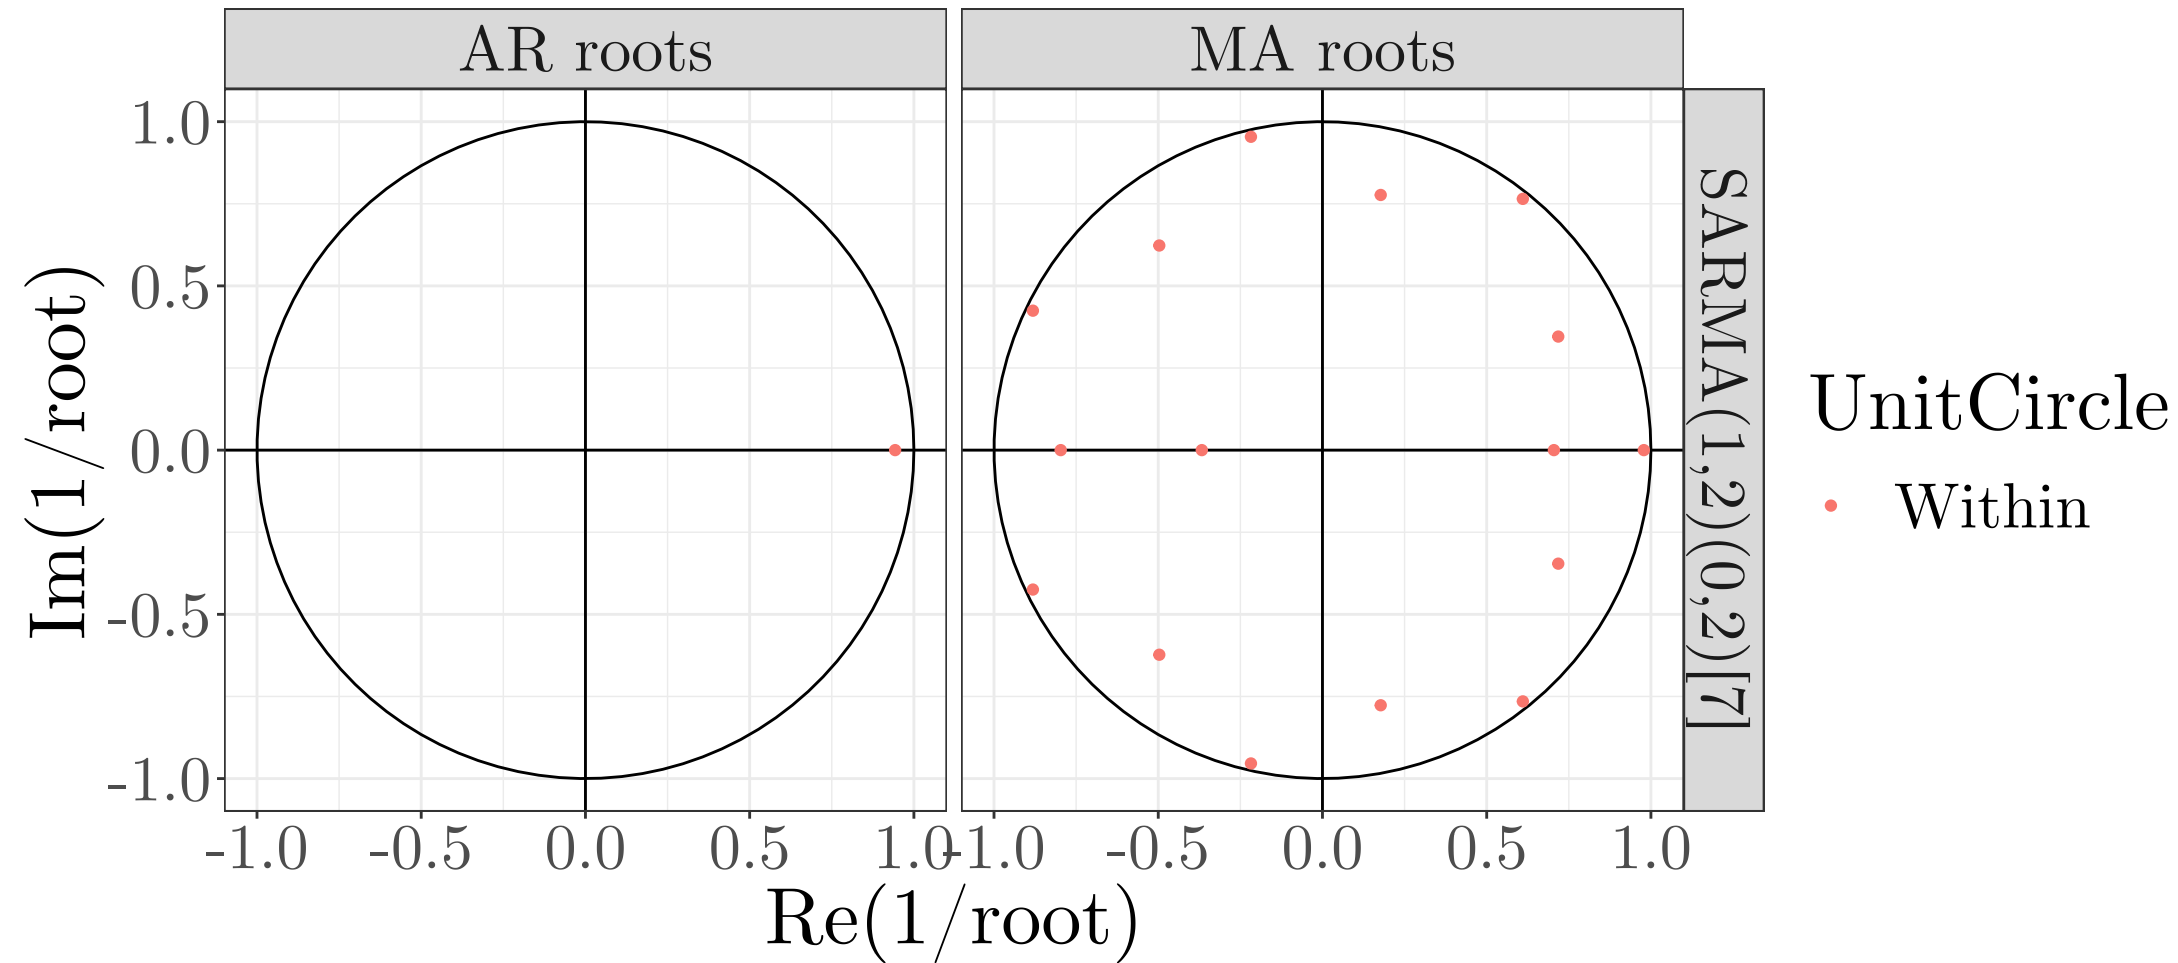 AR roots
MA roots
1.0
0.5
0.0
-0.5
-1.0
Im(1/root)
-1.0 -0.5 0.0 0.5 1.0
-1.0 -0.5 0.0 0.5 1.0
Re(1/root)
SARMA(1,2)(0,2)[7]
UnitCircle
Within